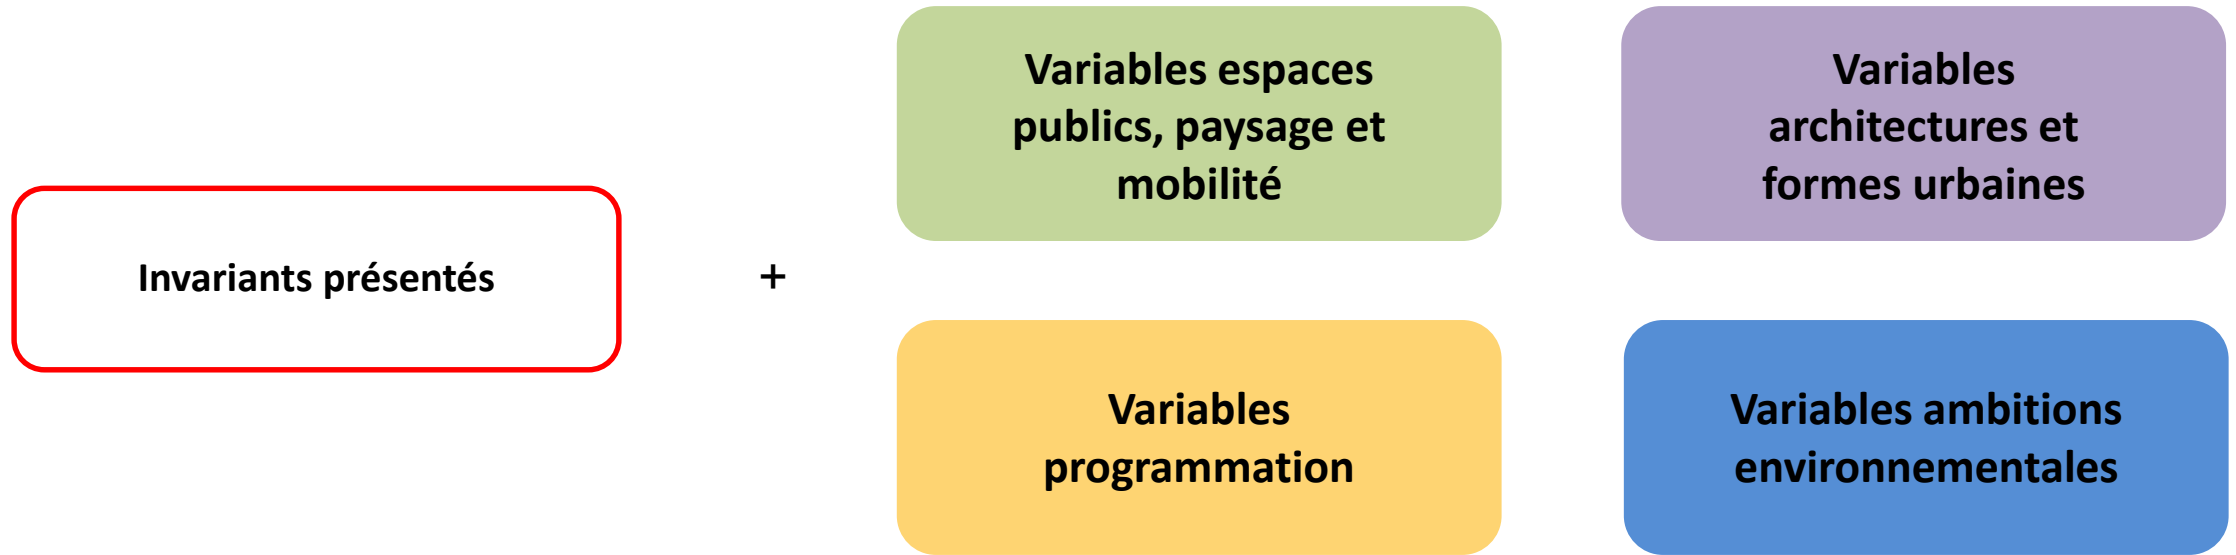 Invariants présentés
+
Variables espaces
publics, paysage et
mobilité
Variables
architectures et
formes urbaines
Variables
programmation
Variables ambitions
environnementales